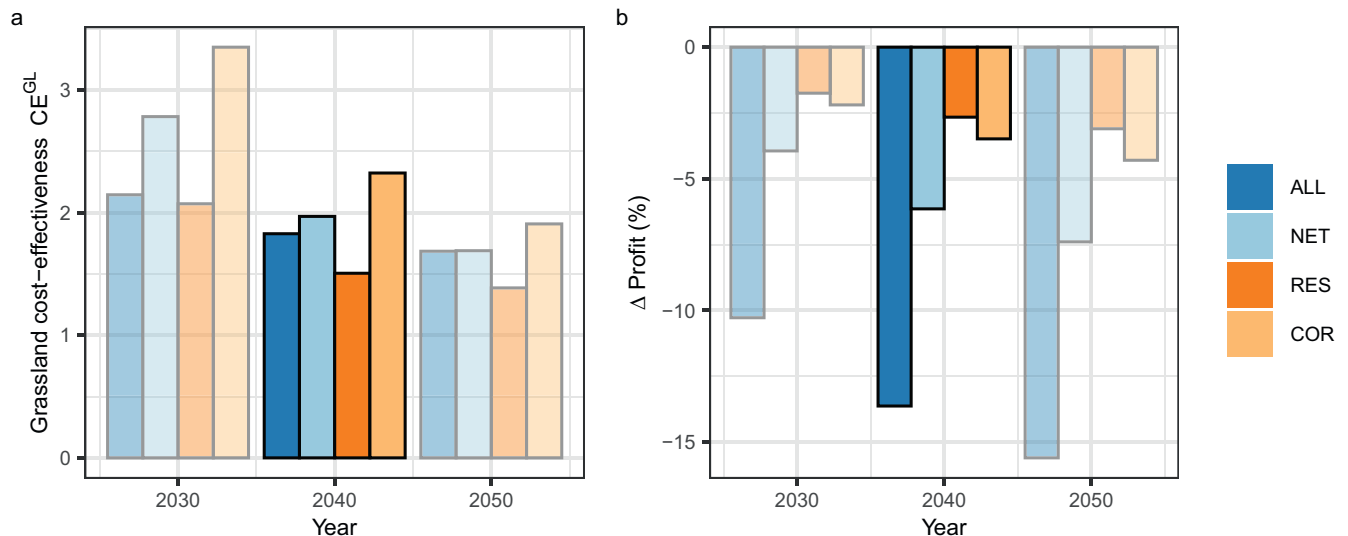 a
Grassland cost−effectiveness CE^GL
3
2
1
0
2030 2040 2050
Year
b
Δ Profit (%)
0
−5
−10
−15
2030 2040 2050
Year
ALL
NET
RES
COR